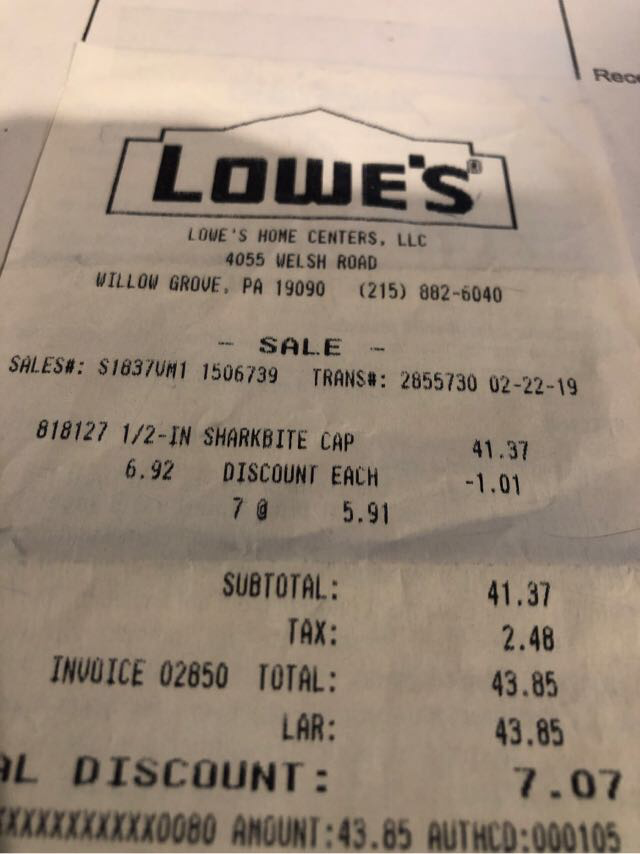 Rece
LOWE'S®
LOWE'S HOME CENTERS, LLC
4055 WELSH ROAD
WILLOW GROVE, PA 19090 (215) 882-6040
- SALE -
SALES#: S1837VM1 1506739 TRANS#: 2855730 02-22-19
818127 1/2-IN SHARKBITE CAP 41.37
6.92 DISCOUNT EACH -1.01
7 @ 5.91
SUBTOTAL: 41.37
TAX: 2.48
INVOICE 02850 TOTAL: 43.85
LAR: 43.85
AL DISCOUNT: 7.07
XXXXXXXXXXX0080 AMOUNT:43.85 AUTHCD:000105